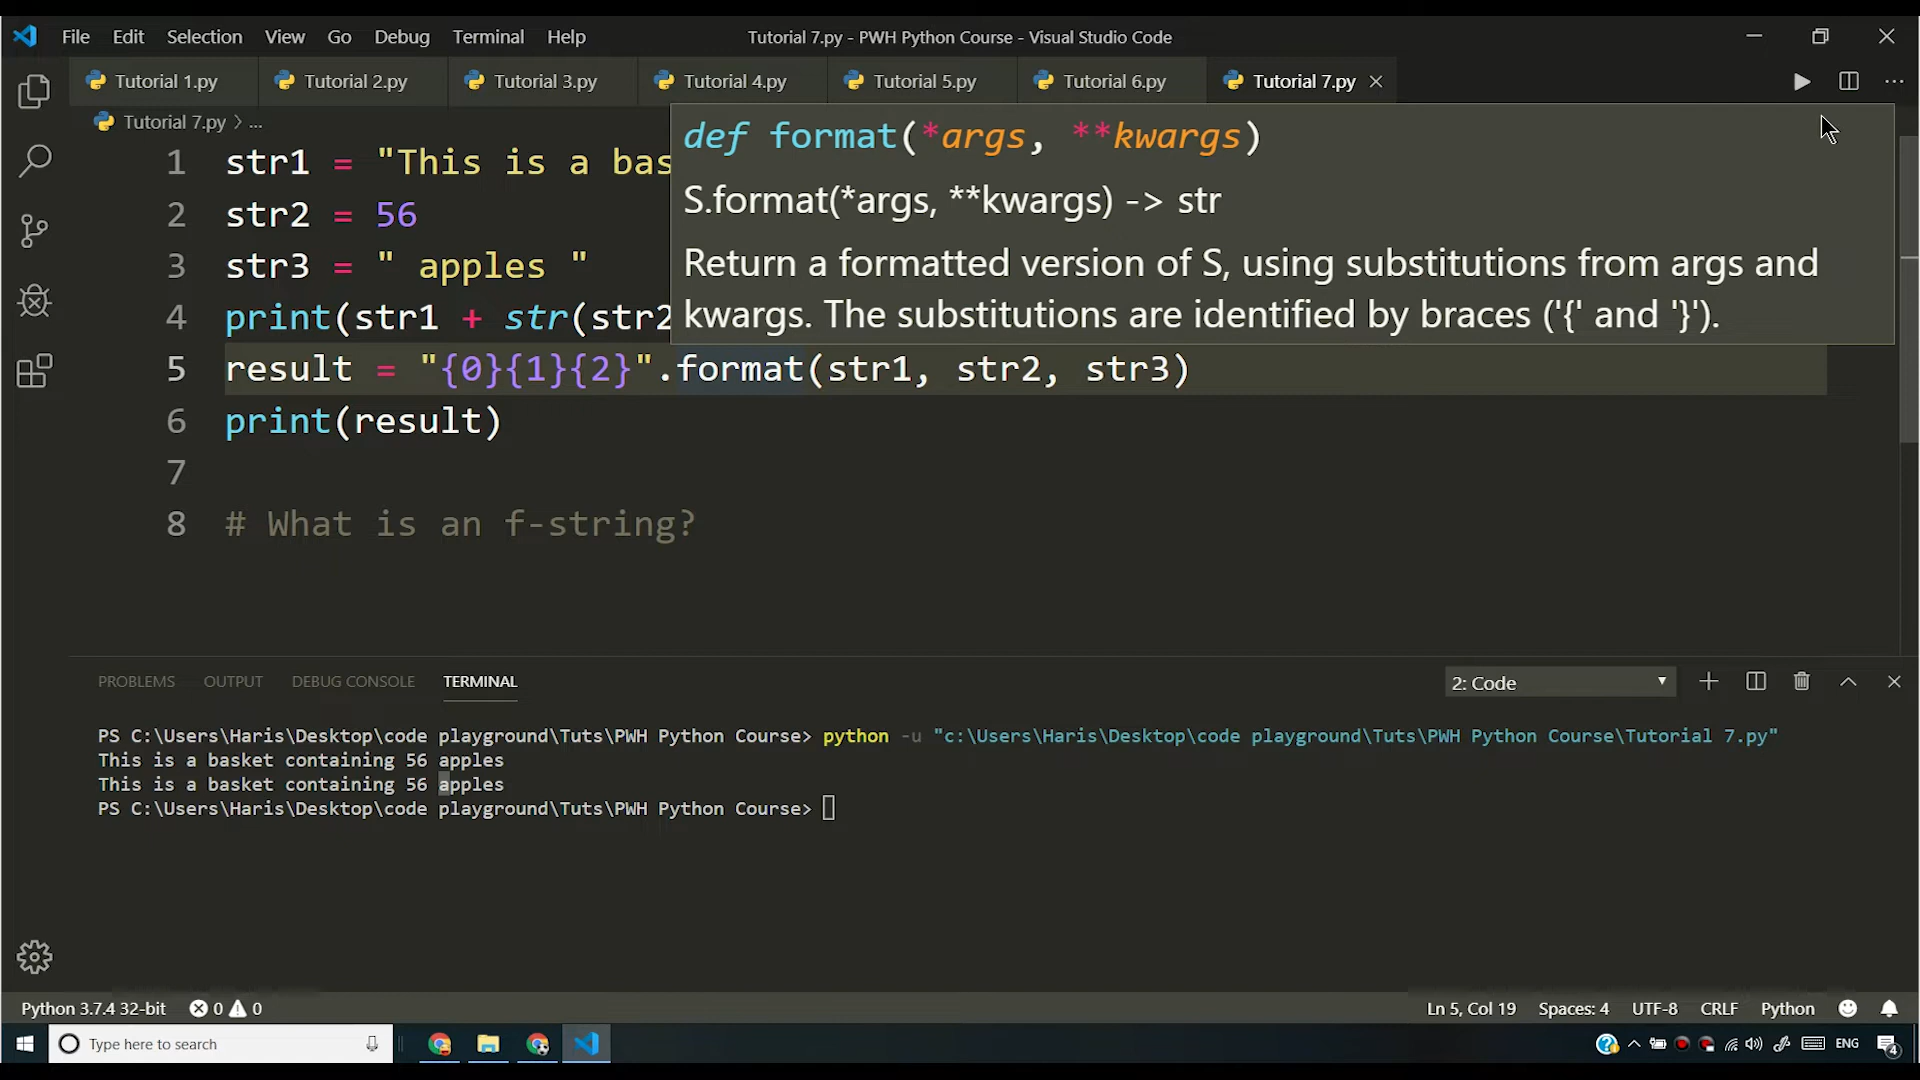 File Edit Selection View Go Debug Terminal Help
Tutorial 7.py - PWH Python Course - Visual Studio Code
Tutorial 1.py Tutorial 2.py Tutorial 3.py Tutorial 4.py Tutorial 5.py Tutorial 6.py Tutorial 7.py
Tutorial 7.py > ...
def format(*args, **kwargs)
S.format(*args, **kwargs) -> str
Return a formatted version of S, using substitutions from args and
kwargs. The substitutions are identified by braces ('{' and '}').
1 str1 = "This is a bas
2 str2 = 56
3 str3 = " apples "
4 print(str1 + str(str2
5 result = "{0}{1}{2}".format(str1, str2, str3)
6 print(result)
7
8 # What is an f-string?
PROBLEMS OUTPUT DEBUG CONSOLE TERMINAL
2: Code
PS C:\Users\Haris\Desktop\code playground\Tuts\PWH Python Course> python -u "c:\Users\Haris\Desktop\code playground\Tuts\PWH Python Course\Tutorial 7.py"
This is a basket containing 56 apples
This is a basket containing 56 apples
PS C:\Users\Haris\Desktop\code playground\Tuts\PWH Python Course>
Python 3.7.4 32-bit 0 0
Ln 5, Col 19 Spaces: 4 UTF-8 CRLF Python
Type here to search
ENG
4